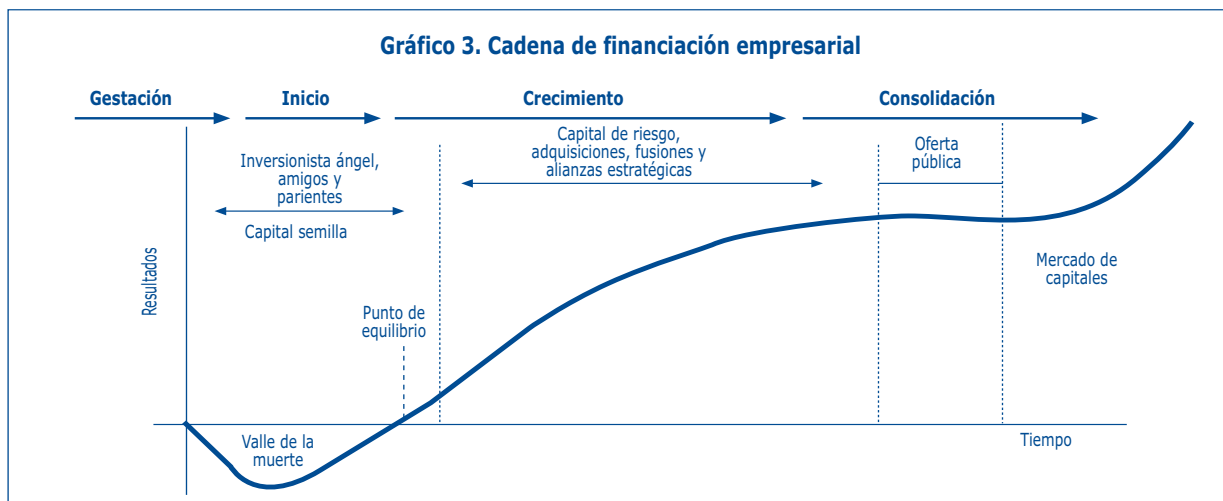 Gráfico 3. Cadena de financiación empresarial
Gestación
Inicio
Crecimiento
Consolidación
Inversionista ángel,
amigos y
parientes
Capital semilla
Capital de riesgo,
adquisiciones, fusiones y
alianzas estratégicas
Oferta
pública
Resultados
Punto de
equilibrio
Mercado de
capitales
Valle de la
muerte
Tiempo